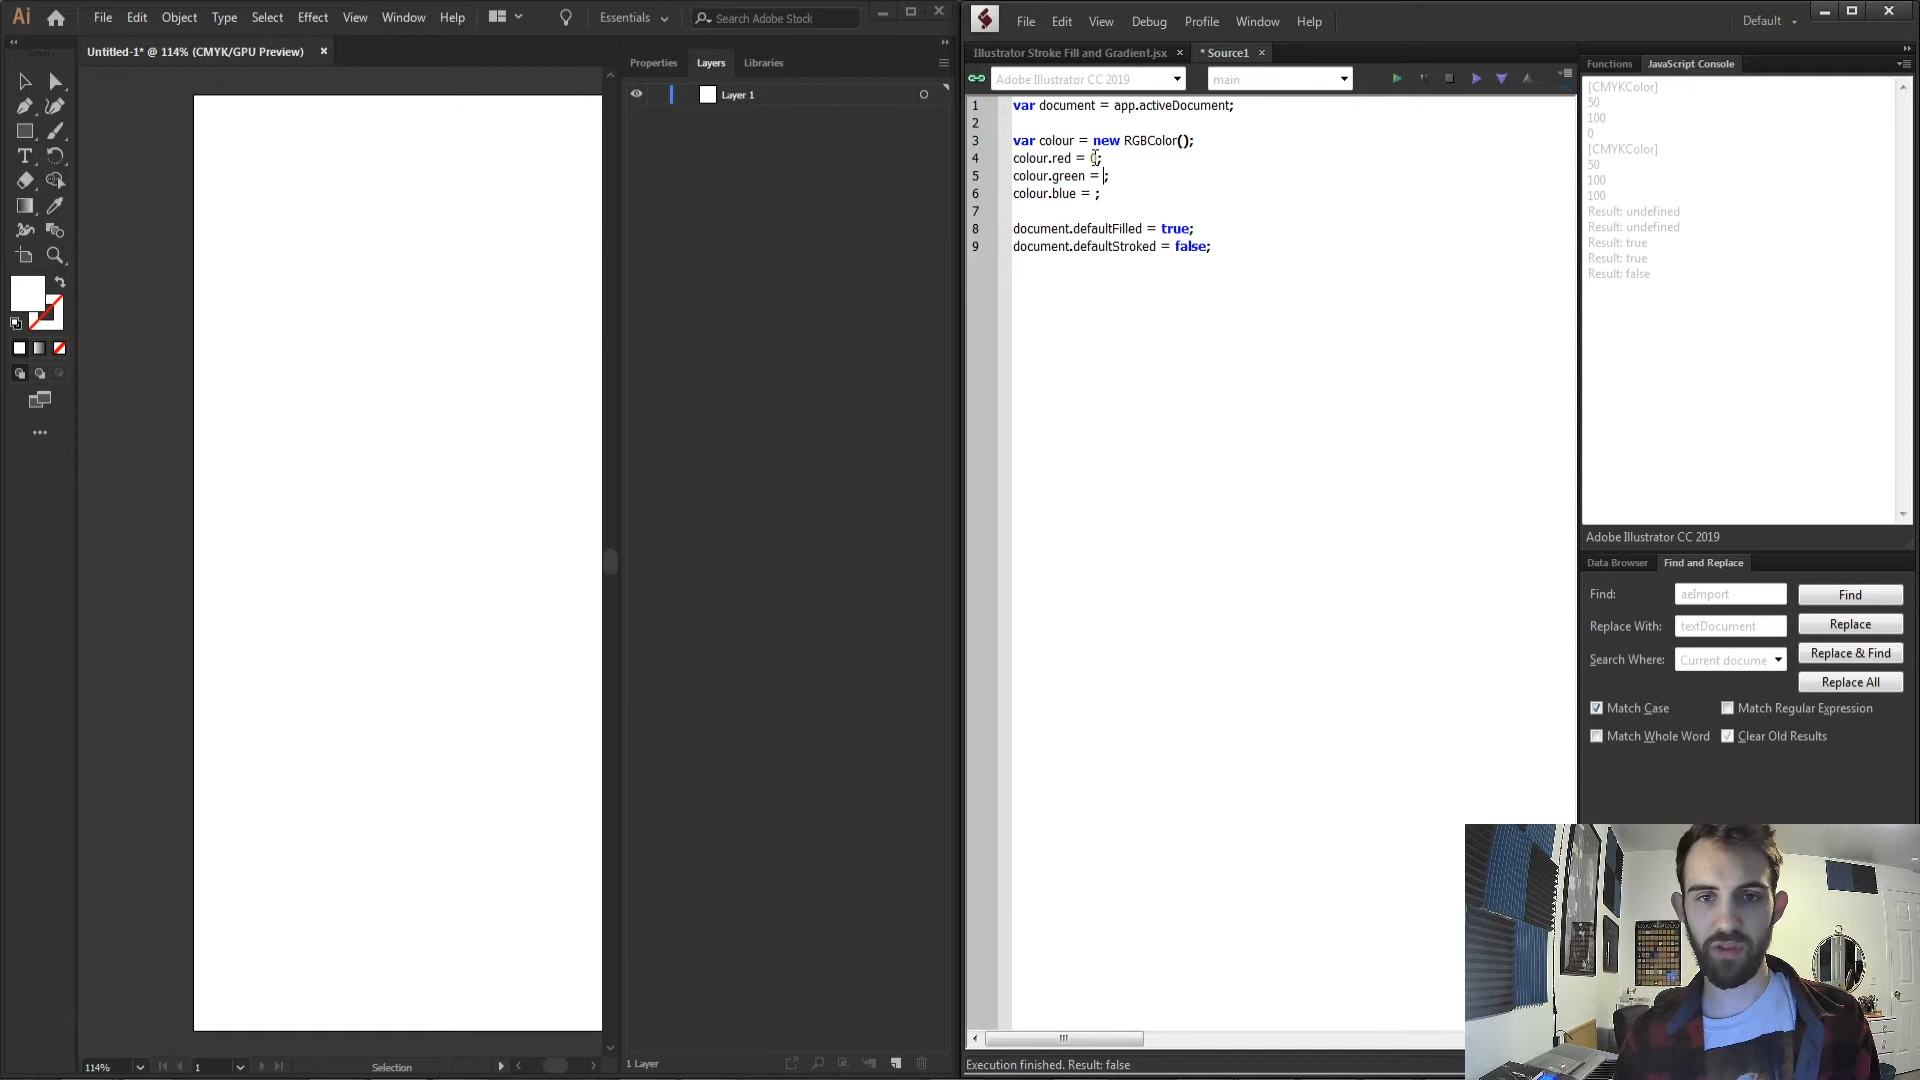 Ai File Edit Object Type Select Effect View Window Help Essentials Search Adobe Stock
Untitled-1* @ 114% (CMYK/GPU Preview) ×
Properties Layers Libraries
Layer 1
114% 1 Selection
1 Layer
File Edit View Debug Profile Window Help Default
Illustrator Stroke Fill and Gradient.jsx × * Source1 ×
Adobe Illustrator CC 2019 main
1 var document = app.activeDocument;
2
3 var colour = new RGBColor();
4 colour.red = 0;
5 colour.green = ;
6 colour.blue = ;
7
8 document.defaultFilled = true;
9 document.defaultStroked = false;
Execution finished. Result: false
Functions JavaScript Console
[CMYKColor]
50
100
0
[CMYKColor]
50
100
100
Result: undefined
Result: undefined
Result: true
Result: true
Result: false
Adobe Illustrator CC 2019
Data Browser Find and Replace
Find: aeImport Find
Replace With: textDocument Replace
Search Where: Current docume Replace & Find
Replace All
Match Case Match Regular Expression
Match Whole Word Clear Old Results